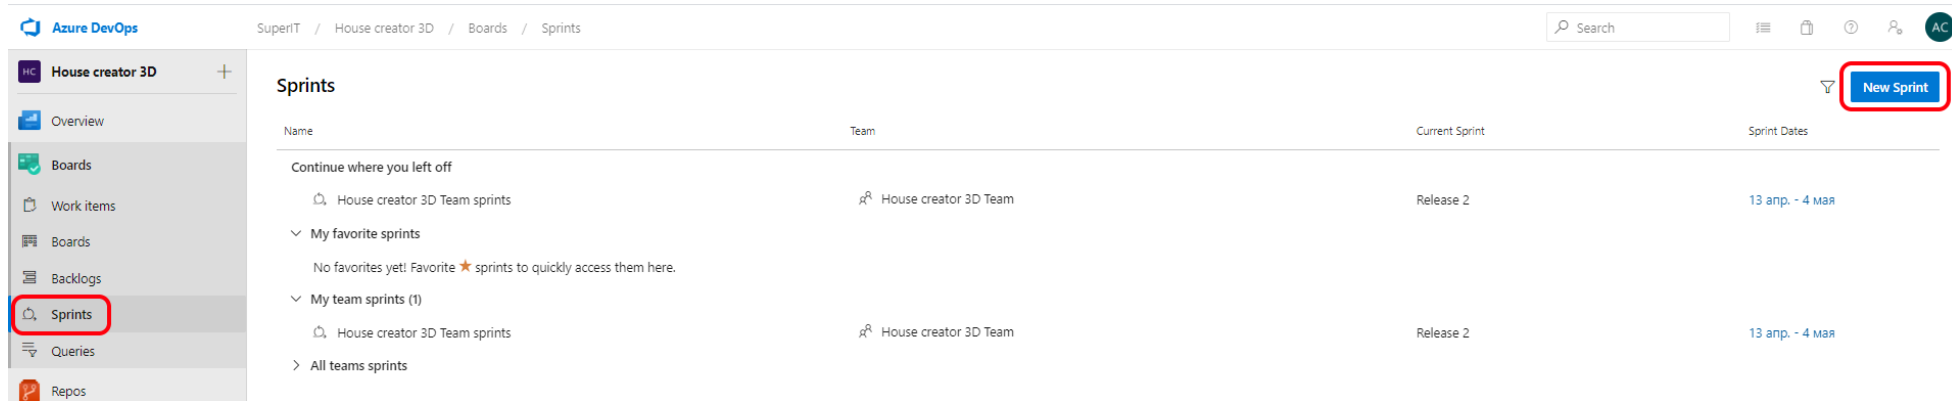 Azure DevOps
SuperIT / House creator 3D / Boards / Sprints
Search
AC
HC House creator 3D
Sprints
New Sprint
Overview
Name Team Current Sprint Sprint Dates
Boards
Continue where you left off
Work items
House creator 3D Team sprints House creator 3D Team Release 2 13 апр. - 4 мая
Boards
My favorite sprints
Backlogs
No favorites yet! Favorite ★ sprints to quickly access them here.
Sprints
My team sprints (1)
House creator 3D Team sprints House creator 3D Team Release 2 13 апр. - 4 мая
Queries
All teams sprints
Repos